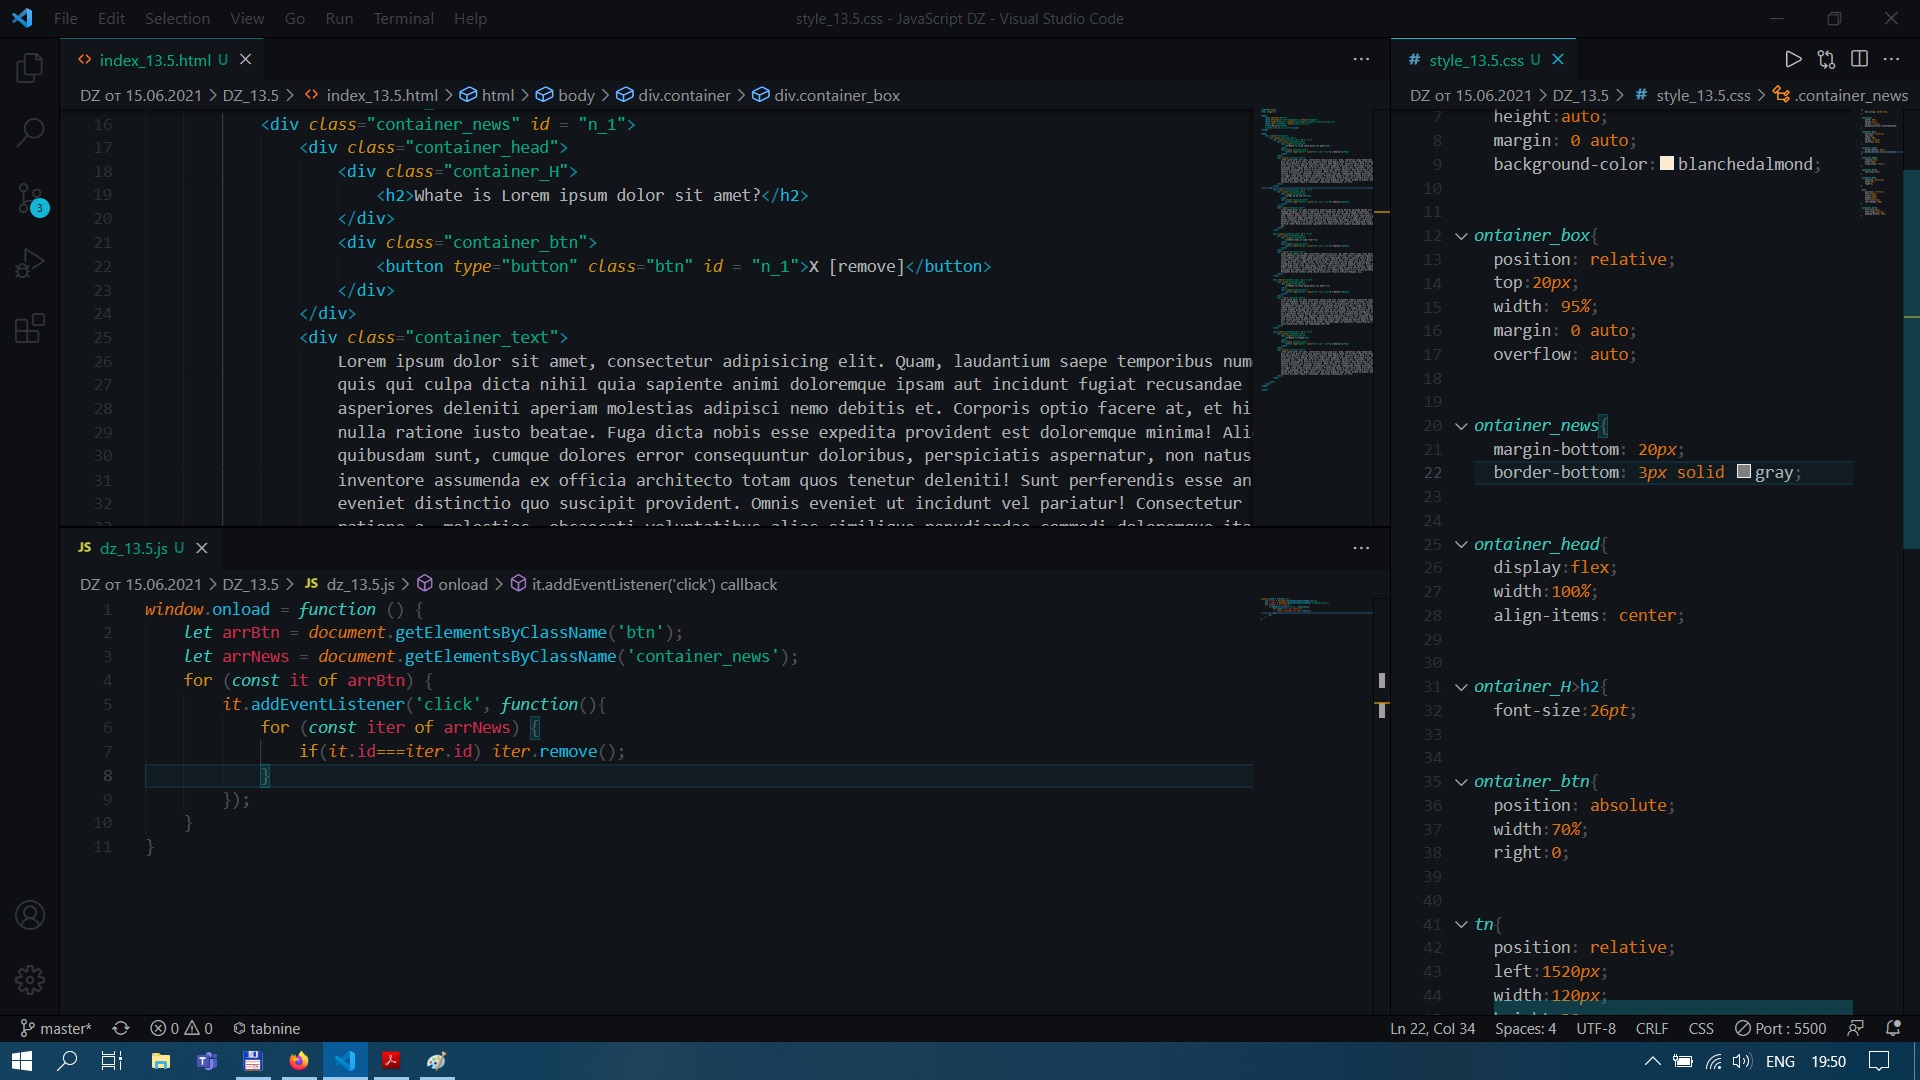 File Edit Selection View Go Run Terminal Help
style_13.5.css - JavaScript DZ - Visual Studio Code
index_13.5.html U
DZ от 15.06.2021 > DZ_13.5 > index_13.5.html > html > body > div.container > div.container_box
16 <div class="container_news" id = "n_1">
17 <div class="container_head">
18 <div class="container_H">
19 <h2>Whate is Lorem ipsum dolor sit amet?</h2>
20 </div>
21 <div class="container_btn">
22 <button type="button" class="btn" id = "n_1">X [remove]</button>
23 </div>
24 </div>
25 <div class="container_text">
26 Lorem ipsum dolor sit amet, consectetur adipisicing elit. Quam, laudantium saepe temporibus num
27 quis qui culpa dicta nihil quia sapiente animi doloremque ipsam aut incidunt fugiat recusandae
28 asperiores deleniti aperiam molestias adipisci nemo debitis et. Corporis optio facere at, et hi
29 nulla ratione iusto beatae. Fuga dicta nobis esse expedita provident est doloremque minima! Ali
30 quibusdam sunt, cumque dolores error consequuntur doloribus, perspiciatis aspernatur, non natus
31 inventore assumenda ex officia architecto totam quos tenetur deleniti! Sunt perferendis esse an
32 eveniet distinctio quo suscipit provident. Omnis eveniet ut incidunt vel pariatur! Consectetur
JS dz_13.5.js U
DZ от 15.06.2021 > DZ_13.5 > JS dz_13.5.js > onload > it.addEventListener('click') callback
1 window.onload = function () {
2 let arrBtn = document.getElementsByClassName('btn');
3 let arrNews = document.getElementsByClassName('container_news');
4 for (const it of arrBtn) {
5 it.addEventListener('click', function(){
6 for (const iter of arrNews) {
7 if(it.id===iter.id) iter.remove();
8 }
9 });
10 }
11 }
# style_13.5.css U
DZ от 15.06.2021 > DZ_13.5 > # style_13.5.css > .container_news
7 height:auto;
8 margin: 0 auto;
9 background-color: blanchedalmond;
10
11
12 ontainer_box{
13 position: relative;
14 top:20px;
15 width: 95%;
16 margin: 0 auto;
17 overflow: auto;
18
19
20 ontainer_news{
21 margin-bottom: 20px;
22 border-bottom: 3px solid gray;
23
24
25 ontainer_head{
26 display:flex;
27 width:100%;
28 align-items: center;
29
30
31 ontainer_H>h2{
32 font-size:26pt;
33
34
35 ontainer_btn{
36 position: absolute;
37 width:70%;
38 right:0;
39
40
41 tn{
42 position: relative;
43 left:1520px;
44 width:120px;
3
master* 0 0 tabnine
Ln 22, Col 34 Spaces: 4 UTF-8 CRLF CSS Port : 5500
ENG 19:50